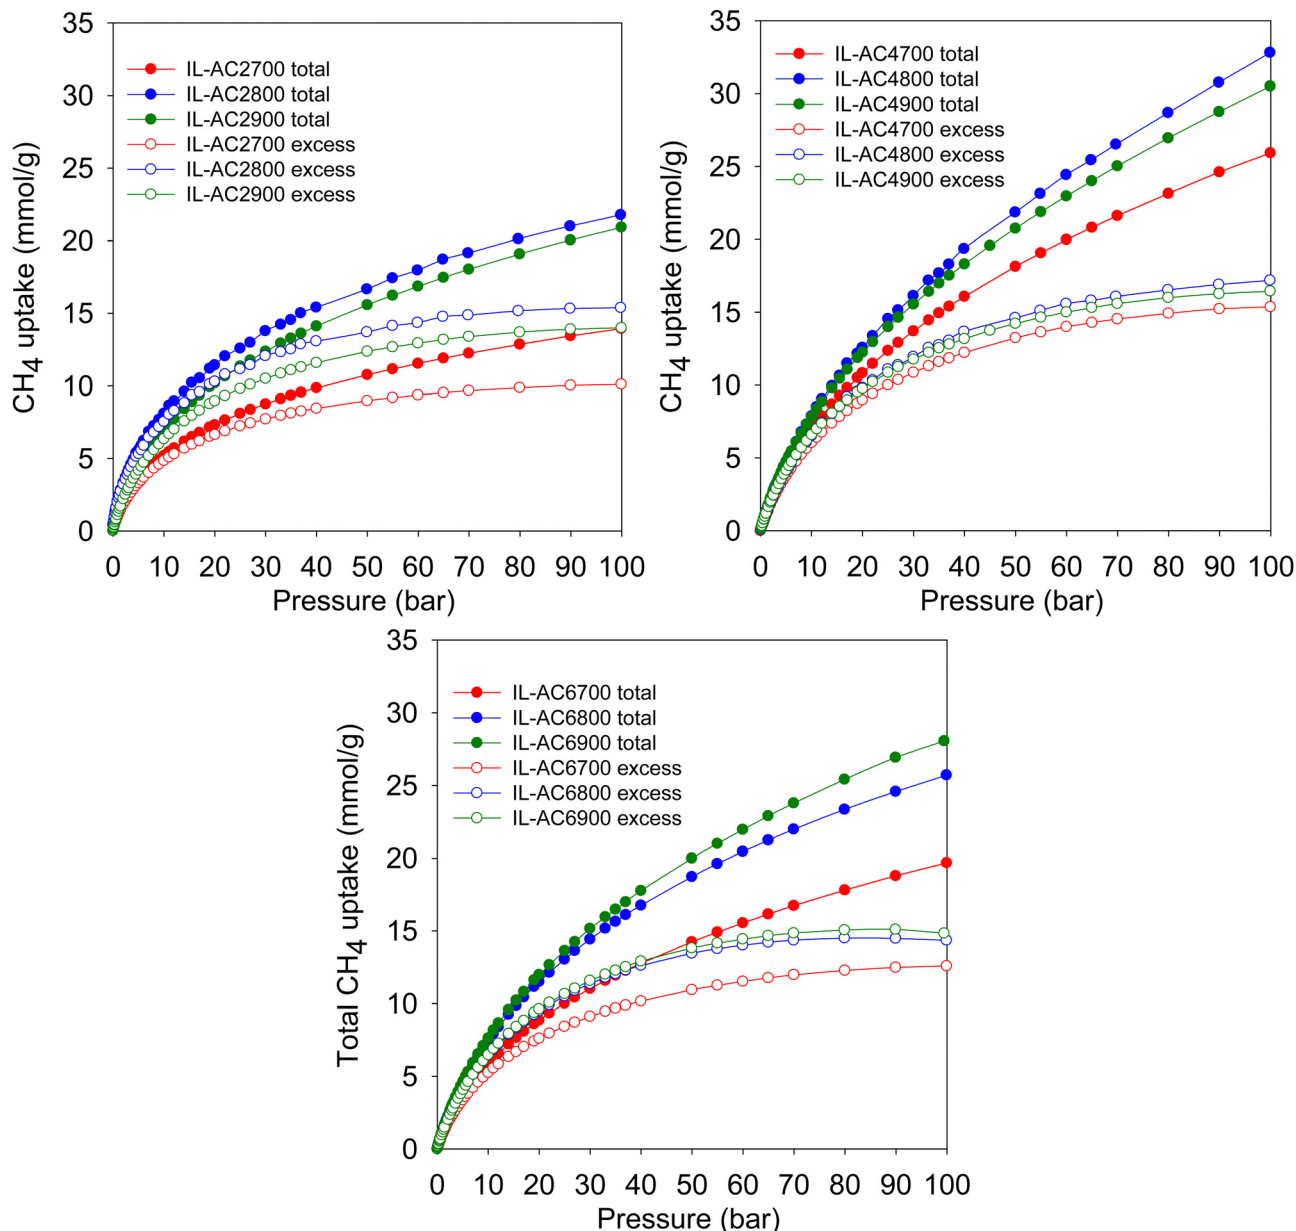 CH4 uptake (mmol/g)
35
30
25
20
15
10
5
0
IL-AC2700 total
IL-AC2800 total
IL-AC2900 total
IL-AC2700 excess
IL-AC2800 excess
IL-AC2900 excess
0 10 20 30 40 50 60 70 80 90 100
Pressure (bar)
CH4 uptake (mmol/g)
35
30
25
20
15
10
5
0
IL-AC4700 total
IL-AC4800 total
IL-AC4900 total
IL-AC4700 excess
IL-AC4800 excess
IL-AC4900 excess
0 10 20 30 40 50 60 70 80 90 100
Pressure (bar)
Total CH4 uptake (mmol/g)
35
30
25
20
15
10
5
0
IL-AC6700 total
IL-AC6800 total
IL-AC6900 total
IL-AC6700 excess
IL-AC6800 excess
IL-AC6900 excess
0 10 20 30 40 50 60 70 80 90 100
Pressure (bar)